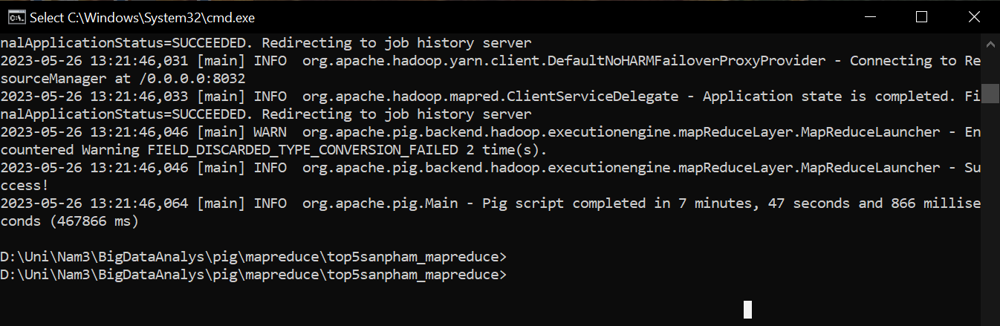 Select C:\Windows\System32\cmd.exe
nalApplicationStatus=SUCCEEDED. Redirecting to job history server
2023-05-26 13:21:46,031 [main] INFO  org.apache.hadoop.yarn.client.DefaultNoHARMFailoverProxyProvider - Connecting to Re
sourceManager at /0.0.0.0:8032
2023-05-26 13:21:46,033 [main] INFO  org.apache.hadoop.mapred.ClientServiceDelegate - Application state is completed. Fi
nalApplicationStatus=SUCCEEDED. Redirecting to job history server
2023-05-26 13:21:46,046 [main] WARN  org.apache.pig.backend.hadoop.executionengine.mapReduceLayer.MapReduceLauncher - En
countered Warning FIELD_DISCARDED_TYPE_CONVERSION_FAILED 2 time(s).
2023-05-26 13:21:46,046 [main] INFO  org.apache.pig.backend.hadoop.executionengine.mapReduceLayer.MapReduceLauncher - Su
ccess!
2023-05-26 13:21:46,064 [main] INFO  org.apache.pig.Main - Pig script completed in 7 minutes, 47 seconds and 866 millise
conds (467866 ms)
D:\Uni\Nam3\BigDataAnalys\pig\mapreduce\top5sanpham_mapreduce>
D:\Uni\Nam3\BigDataAnalys\pig\mapreduce\top5sanpham_mapreduce>